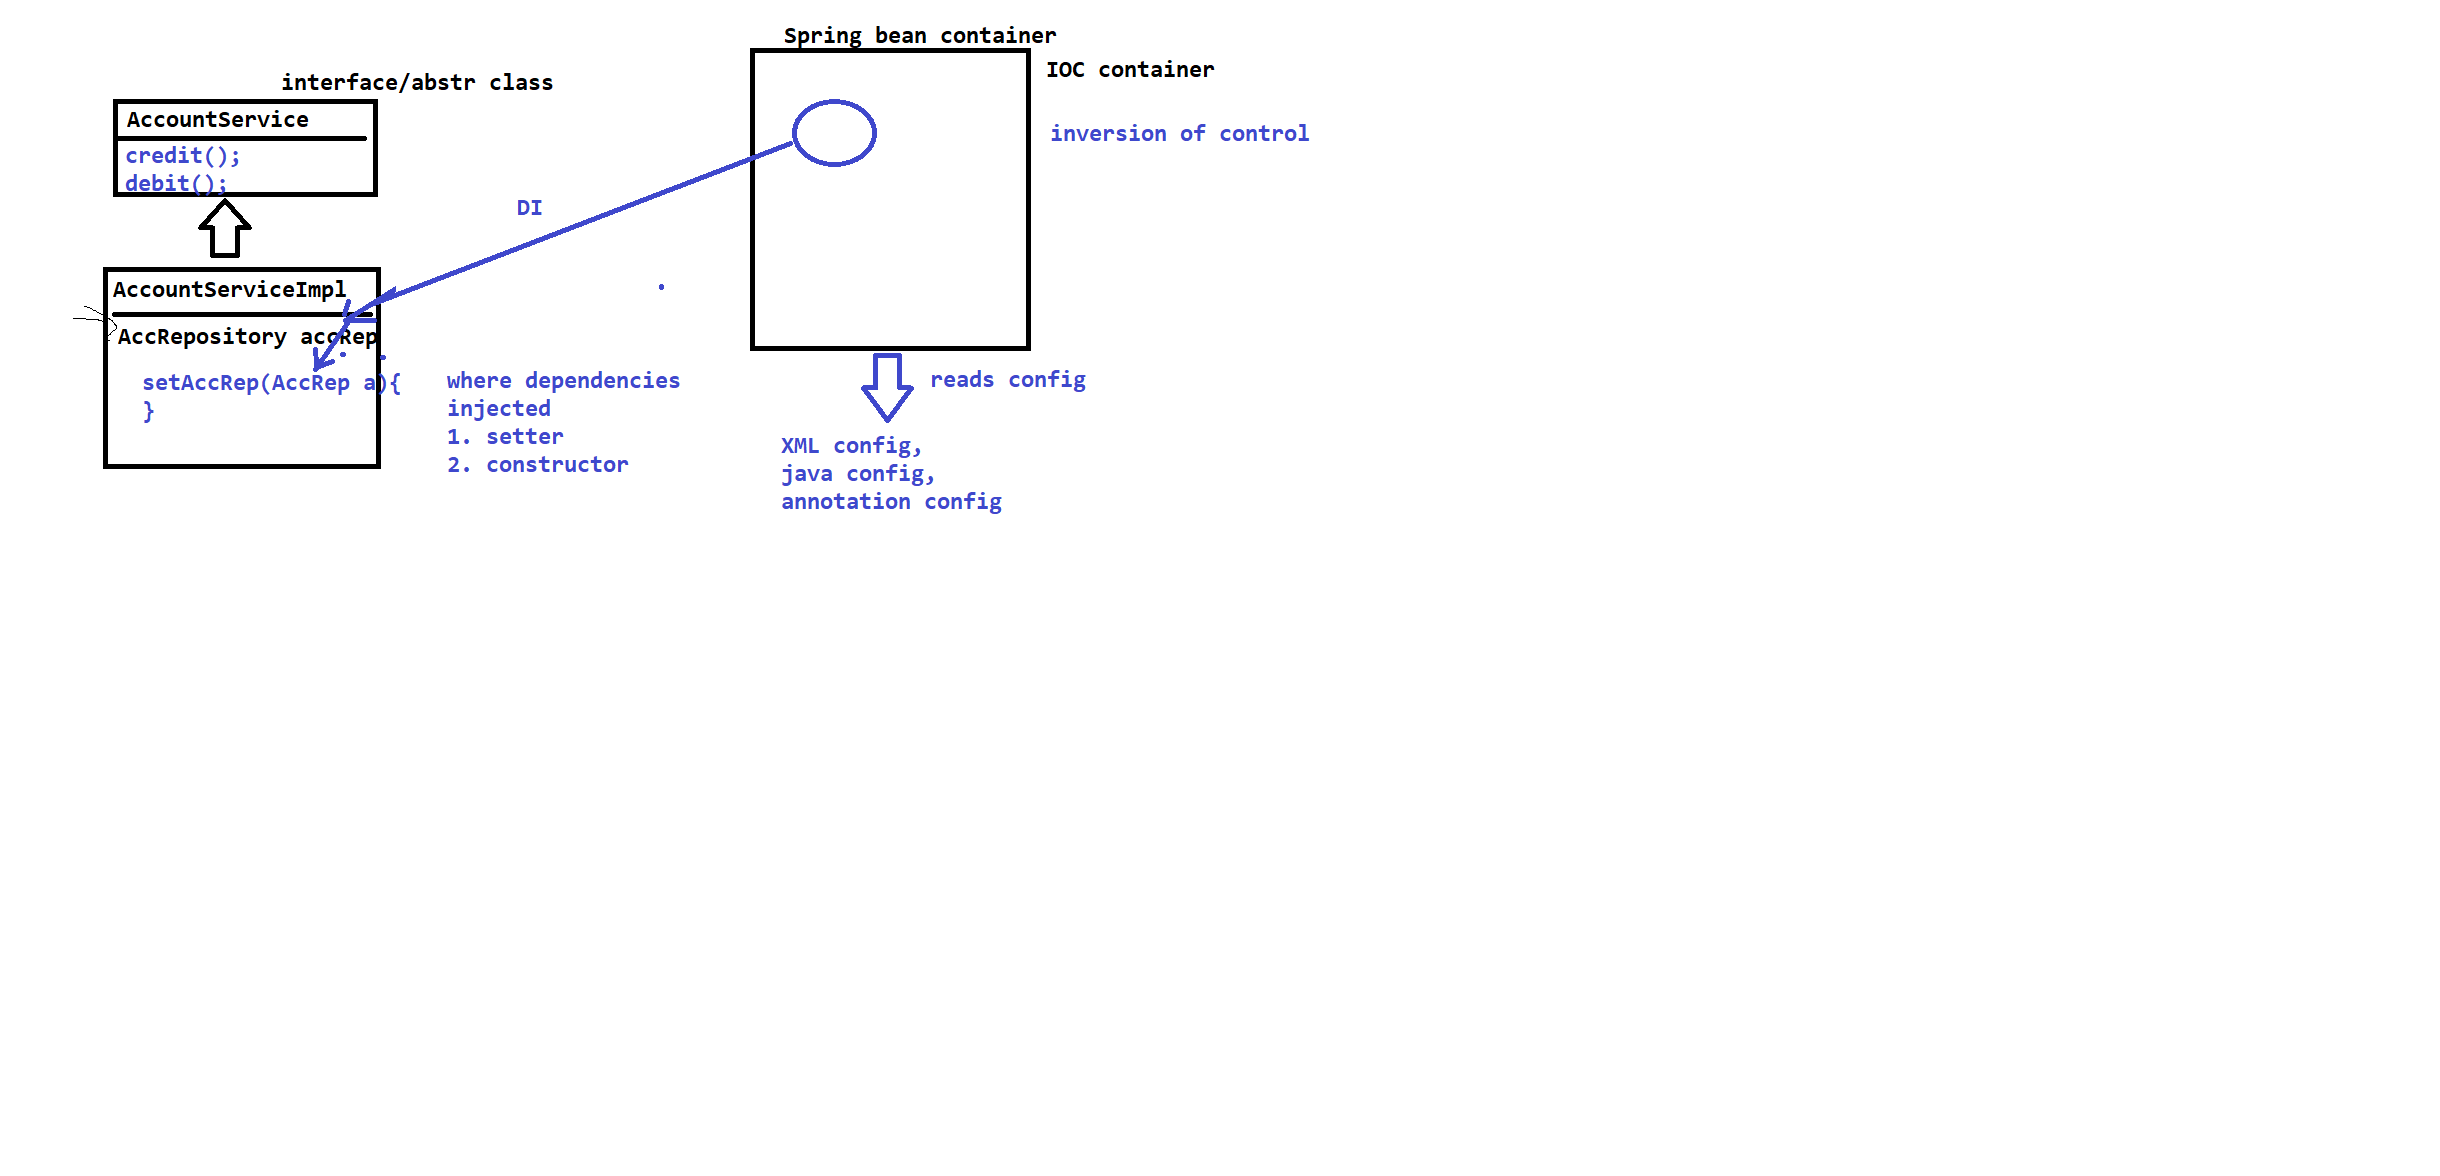 Spring bean container
IOC container
inversion of control
interface/abstr class
AccountService
credit();
debit();
DI
AccountServiceImpl
AccRepository accRep
setAccRep(AccRep a){
}
where dependencies
injected
1. setter
2. constructor
reads config
XML config,
java config,
annotation config